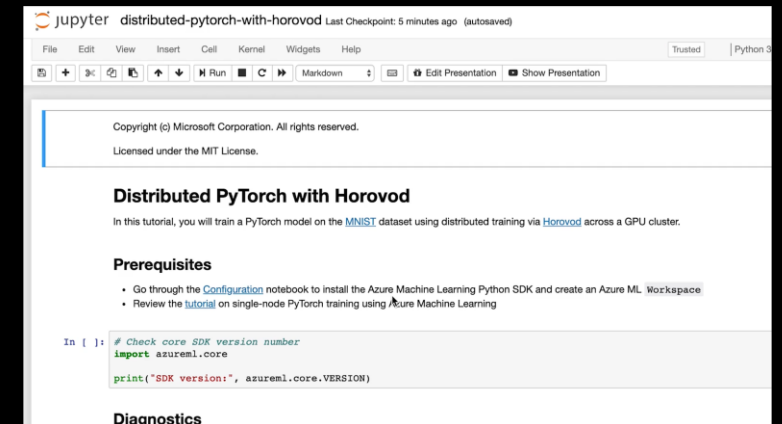 jupyter distributed-pytorch-with-horovod Last Checkpoint: 5 minutes ago (autosaved)
File Edit View Insert Cell Kernel Widgets Help Trusted Python 3
Run Markdown Edit Presentation Show Presentation
Copyright (c) Microsoft Corporation. All rights reserved.
Licensed under the MIT License.
Distributed PyTorch with Horovod
In this tutorial, you will train a PyTorch model on the MNIST dataset using distributed training via Horovod across a GPU cluster.
Prerequisites
• Go through the Configuration notebook to install the Azure Machine Learning Python SDK and create an Azure ML Workspace
• Review the tutorial on single-node PyTorch training using Azure Machine Learning
In [ ]: # Check core SDK version number
import azureml.core
print("SDK version:", azureml.core.VERSION)
Diagnostics